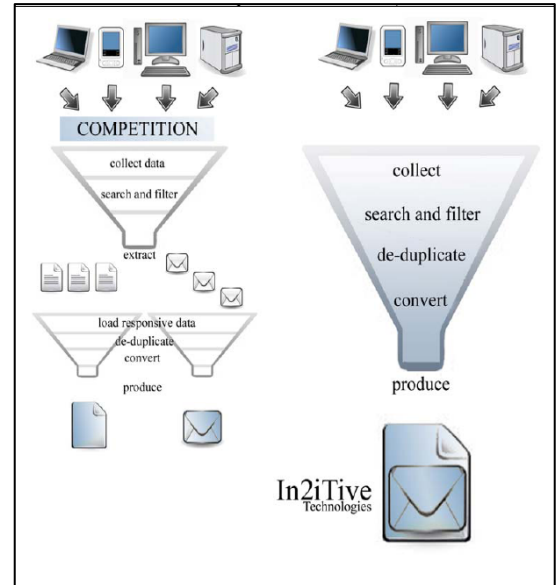 COMPETITION
collect data
search and filter
extract
load responsive data
de-duplicate
convert
produce
collect
search and filter
de-duplicate
convert
produce
In2iTive
Technologies